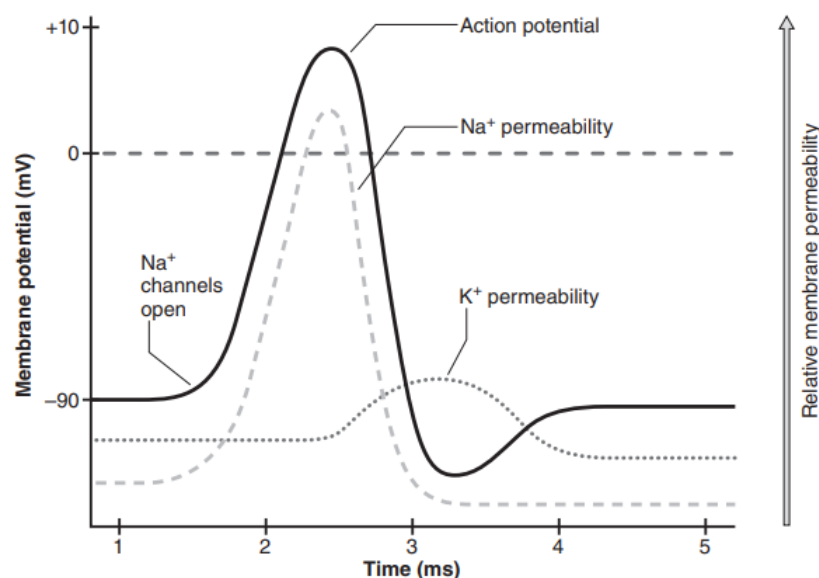 +10
Action potential
Na⁺ permeability
0
Na⁺
channels
open
K⁺ permeability
–90
Membrane potential (mV)
Relative membrane permeability
1
2
3
4
5
Time (ms)